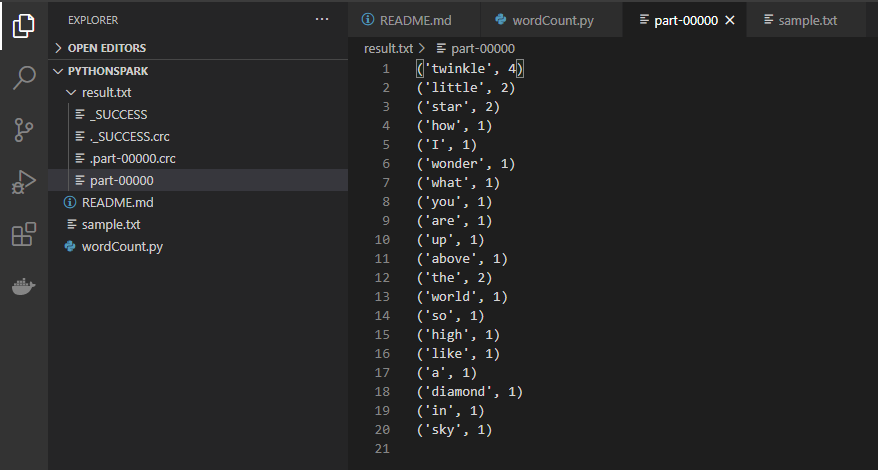 EXPLORER
···
OPEN EDITORS
PYTHONSPARK
result.txt
_SUCCESS
._SUCCESS.crc
.part-00000.crc
part-00000
README.md
sample.txt
wordCount.py
README.md
wordCount.py
part-00000
sample.txt
result.txt > part-00000
1 ('twinkle', 4)
2 ('little', 2)
3 ('star', 2)
4 ('how', 1)
5 ('I', 1)
6 ('wonder', 1)
7 ('what', 1)
8 ('you', 1)
9 ('are', 1)
10 ('up', 1)
11 ('above', 1)
12 ('the', 2)
13 ('world', 1)
14 ('so', 1)
15 ('high', 1)
16 ('like', 1)
17 ('a', 1)
18 ('diamond', 1)
19 ('in', 1)
20 ('sky', 1)
21